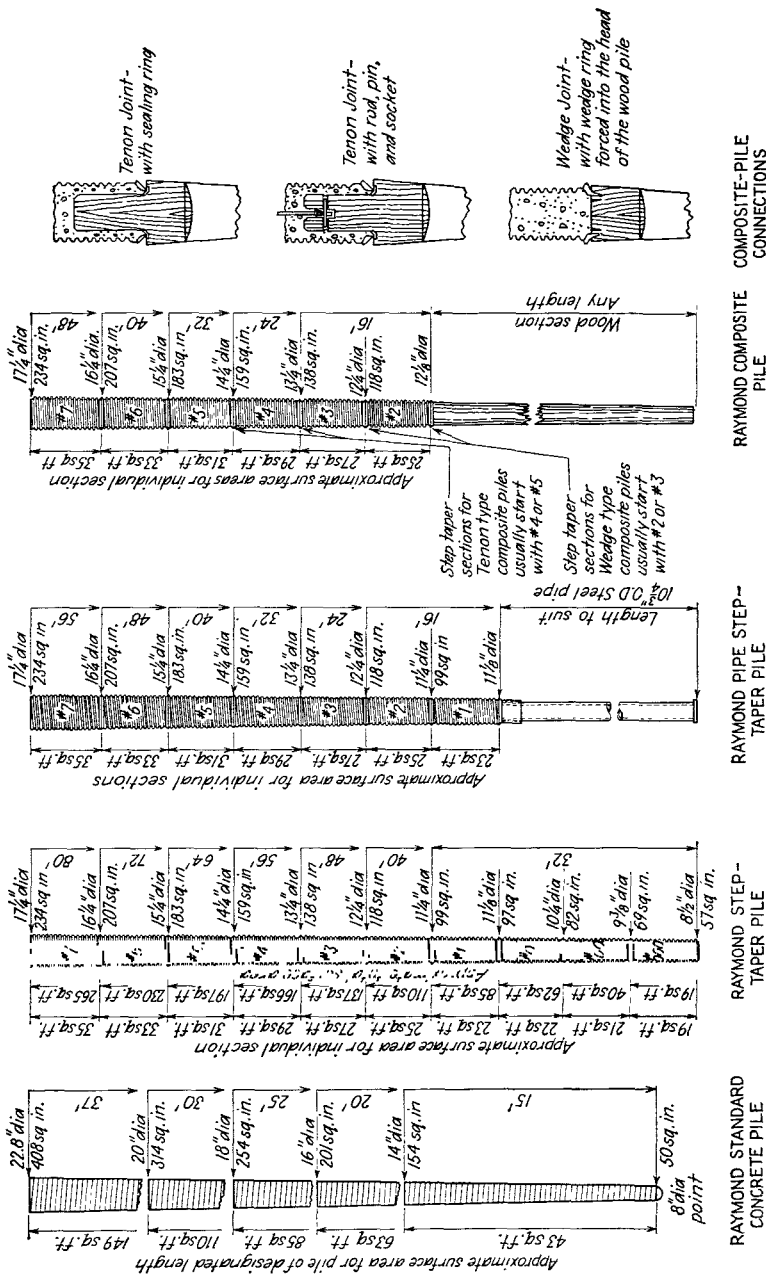 22.8" dia
408 sq. in.
37'
149 sq. ft.
20" dia
314 sq. in.
30'
110 sq. ft.
18" dia
254 sq. in.
25'
85 sq. ft.
16" dia
201 sq. in.
20'
63 sq. ft.
14" dia
154 sq. in.
15'
43 sq. ft.
50 sq. in.
8" dia
point
Approximate surface area for pile of designated length
RAYMOND STANDARD
CONCRETE PILE
17¼" dia
234 sq. in.
80'
265 sq. ft.
35 sq. ft.
16¼" dia
207 sq. in.
72'
230 sq. ft.
33 sq. ft.
15¼" dia
183 sq. in.
64'
197 sq. ft.
31 sq. ft.
14¼" dia
159 sq. in.
56'
166 sq. ft.
29 sq. ft.
13¼" dia
138 sq. in.
48'
#3
137 sq. ft.
27 sq. ft.
12¼" dia
118 sq. in.
40'
110 sq. ft.
25 sq. ft.
11¼" dia
99 sq. in.
32'
#1
85 sq. ft.
23 sq. ft.
11⅛" dia
97 sq. in.
62 sq. ft.
22 sq. ft.
10¼" dia
82 sq. in.
40 sq. ft.
21 sq. ft.
9⅜" dia
69 sq. in.
19 sq. ft.
19 sq. ft.
8½" dia
57 sq. in.
surface area
Approximate surface area for individual section
RAYMOND STEP-
TAPER PILE
17¼" dia
234 sq in
56'
#7
35 sq. ft.
16¼" dia
207 sq. in.
48'
#6
33 sq. ft.
15¼" dia
183 sq. in.
40'
#5
31 sq. ft.
14¼" dia
159 sq. in.
32'
#4
29 sq. ft.
13¼" dia
138 sq. in.
24'
#3
27 sq. ft.
12¼" dia
118 sq. in.
16'
#2
25 sq. ft.
11¼" dia
99 sq in
#1
23 sq. ft.
11⅛" dia
Length to suit
10¾" O.D Steel pipe
Approximate surface area for individual sections
RAYMOND PIPE STEP-
TAPER PILE
17¼" dia
234 sq. in.
48'
#7
35 sq. ft.
16¼" dia
207 sq. in.
40'
#6
33 sq. ft.
15¼" dia
183 sq. in.
32'
#5
31 sq. ft.
14¼" dia
159 sq. in.
24'
#4
29 sq. ft.
13¼" dia
138 sq. in.
16'
#3
27 sq. ft.
12¼" dia
118 sq. in.
#2
25 sq. ft.
12⅛" dia
Wood section
Any length
Approximate surface areas for individual section
Step taper
sections for
Tenon type
composite piles
usually start
with #4 or #5
Step taper
sections for
Wedge type
composite piles
usually start
with #2 or #3
RAYMOND COMPOSITE
PILE
Tenon Joint-
with sealing ring
Tenon Joint-
with rod, pin,
and socket
Wedge Joint-
with wedge ring
forced into the head
of the wood pile
COMPOSITE-PILE
CONNECTIONS